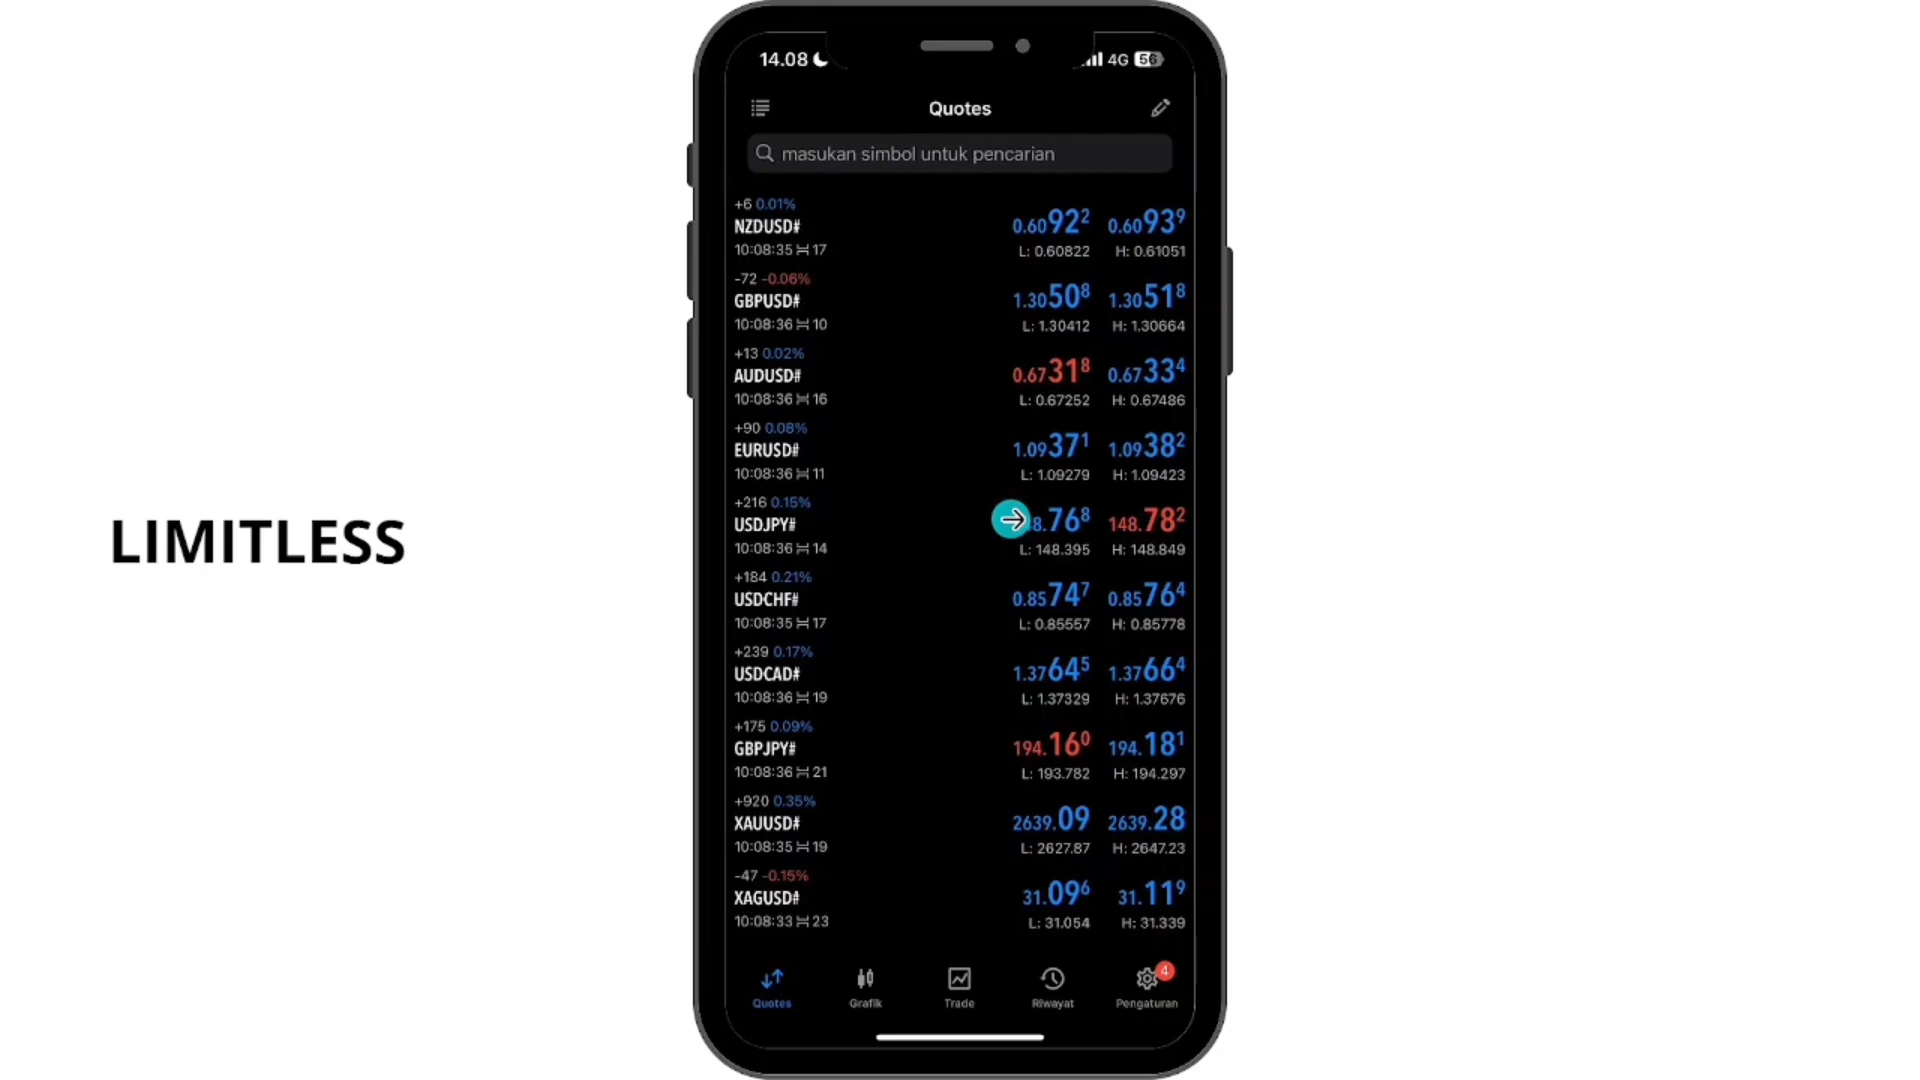 14.08
4G 56
Quotes
masukan simbol untuk pencarian
+6 0.01%
NZDUSD#
0.60922 0.60939
10:08:35 17
L: 0.60822 H: 0.61051
-72 -0.06%
GBPUSD#
1.30508 1.30518
10:08:36 10
L: 1.30412 H: 1.30664
+13 0.02%
AUDUSD#
0.67318 0.67334
10:08:36 16
L: 0.67252 H: 0.67486
+90 0.08%
EURUSD#
1.09371 1.09382
10:08:36 11
L: 1.09279 H: 1.09423
+216 0.15%
USDJPY#
8.768 148.782
10:08:36 14
L: 148.395 H: 148.849
LIMITLESS
+184 0.21%
USDCHF#
0.85747 0.85764
10:08:35 17
L: 0.85557 H: 0.85778
+239 0.17%
USDCAD#
1.37645 1.37664
10:08:36 19
L: 1.37329 H: 1.37676
+175 0.09%
GBPJPY#
194.160 194.181
10:08:36 21
L: 193.782 H: 194.297
+920 0.35%
XAUUSD#
2639.09 2639.28
10:08:35 19
L: 2627.87 H: 2647.23
-47 -0.15%
XAGUSD#
31.096 31.119
10:08:33 23
L: 31.054 H: 31.339
4
Quotes Grafik Trade Riwayat Pengaturan